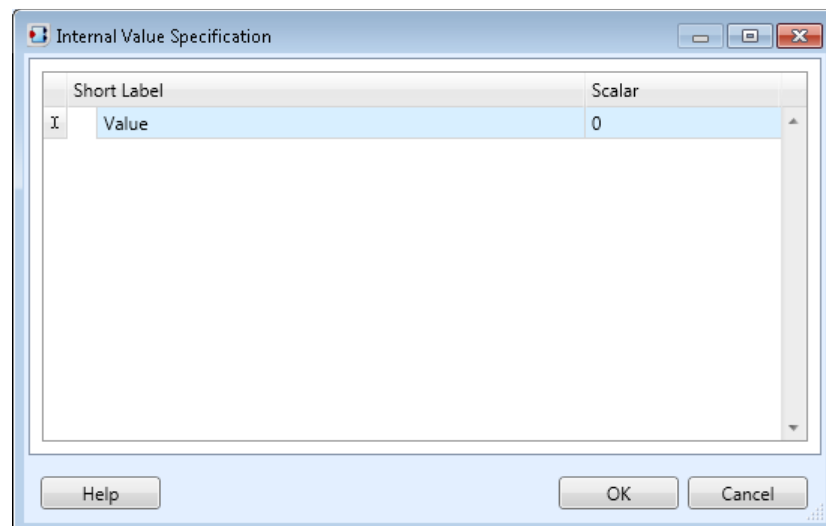 Internal Value Specification
Short Label Scalar
Value 0
Help OK Cancel